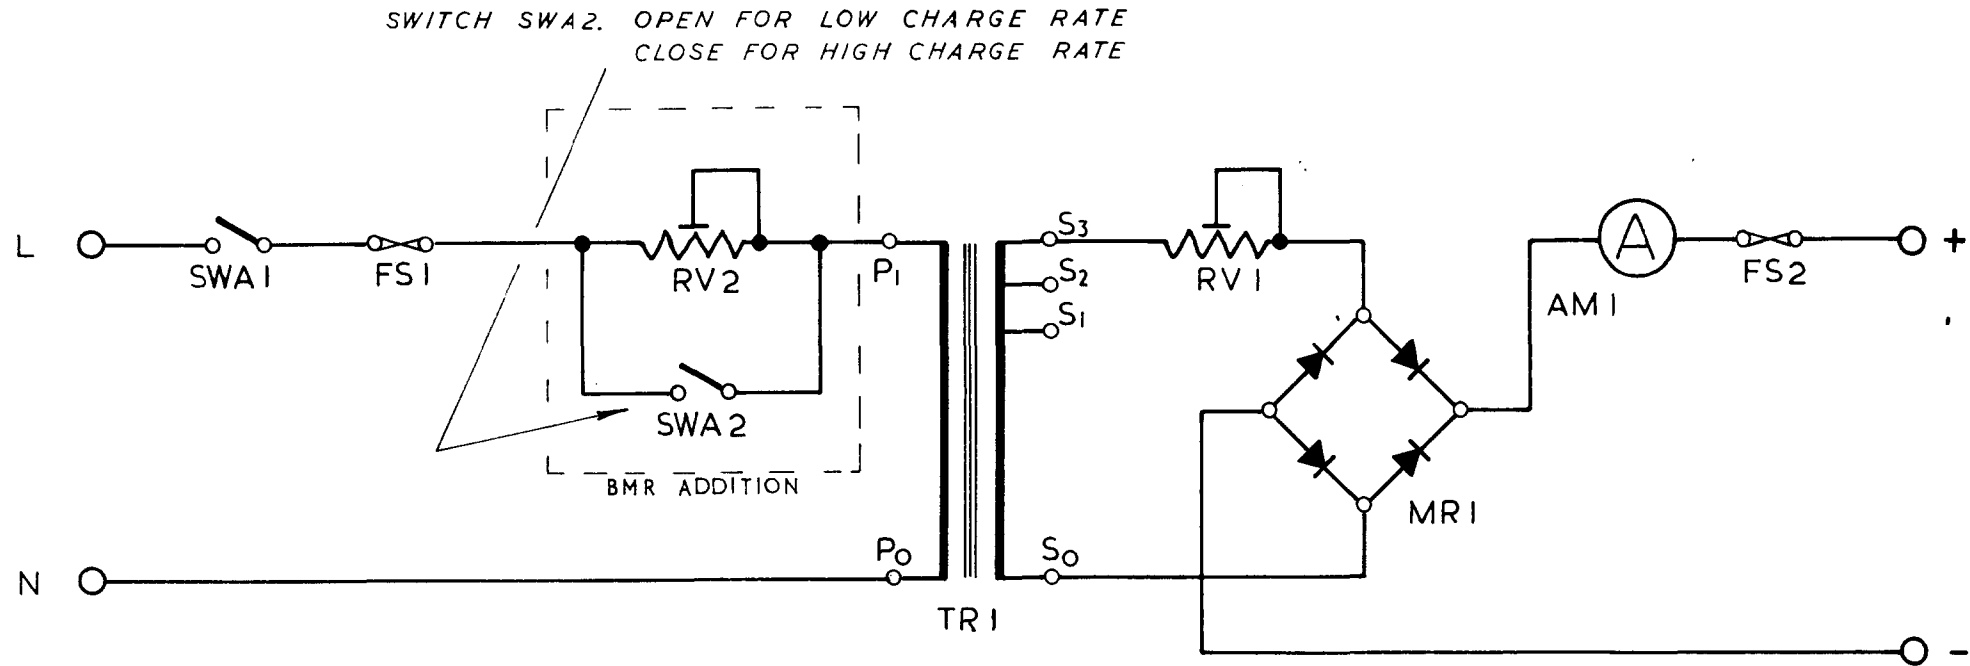 SWITCH SWA2. OPEN FOR LOW CHARGE RATE
CLOSE FOR HIGH CHARGE RATE
L
SWA1
FS1
RV2
P1
SWA2
BMR ADDITION
N
P0
TR1
S3
S2
S1
S0
RV1
MR1
AM1
A
FS2
+
-